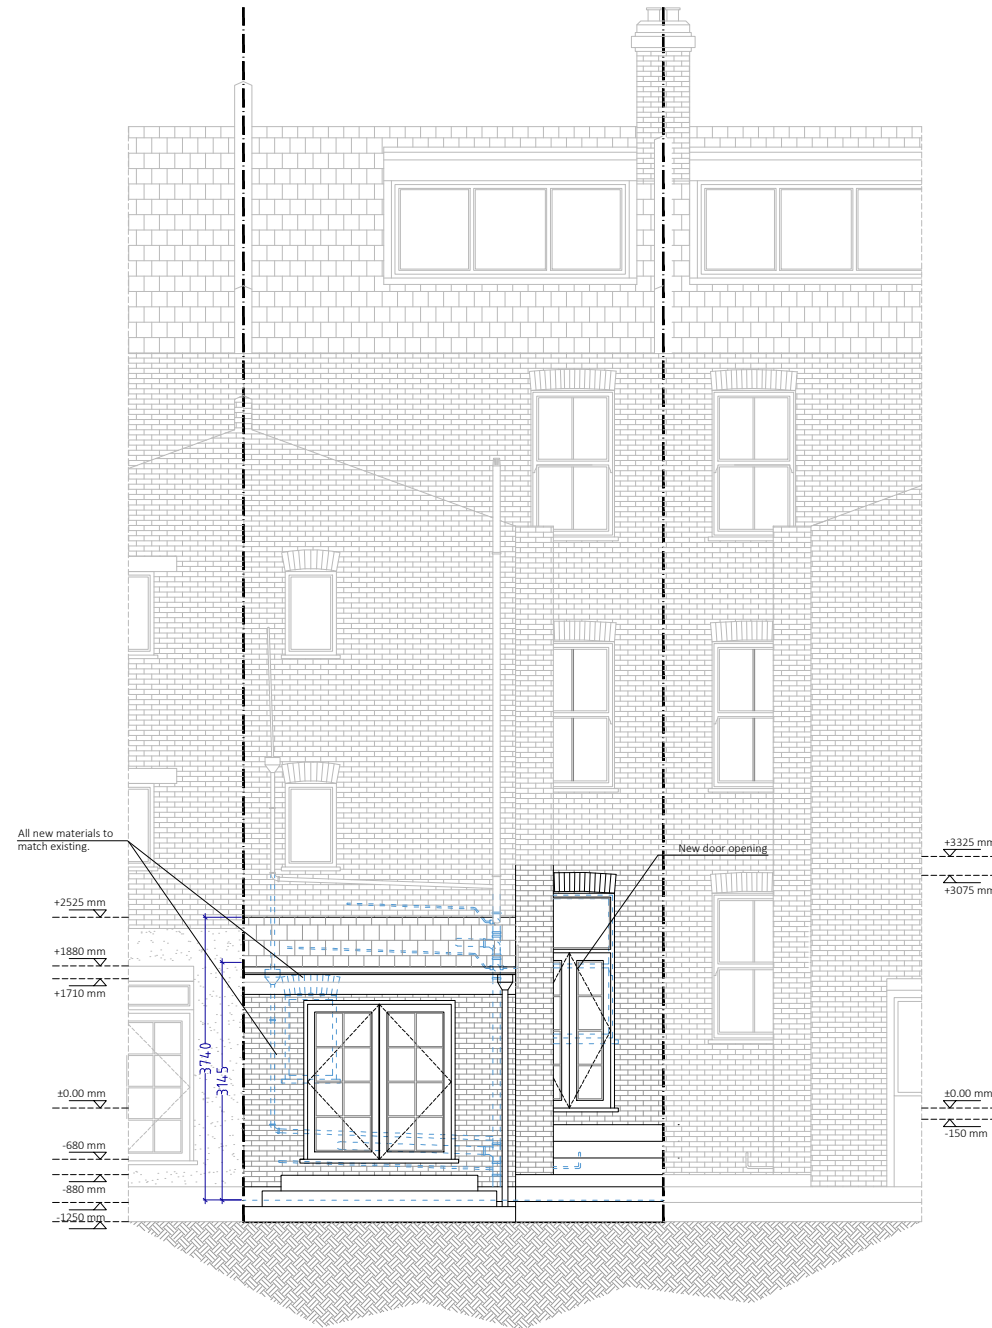 All new materials to
match existing.
New door opening
+3325 mm
+3075 mm
+2525 mm
+1880 mm
+1710 mm
3740
3145
±0.00 mm
±0.00 mm
-150 mm
-680 mm
-880 mm
-1250 mm